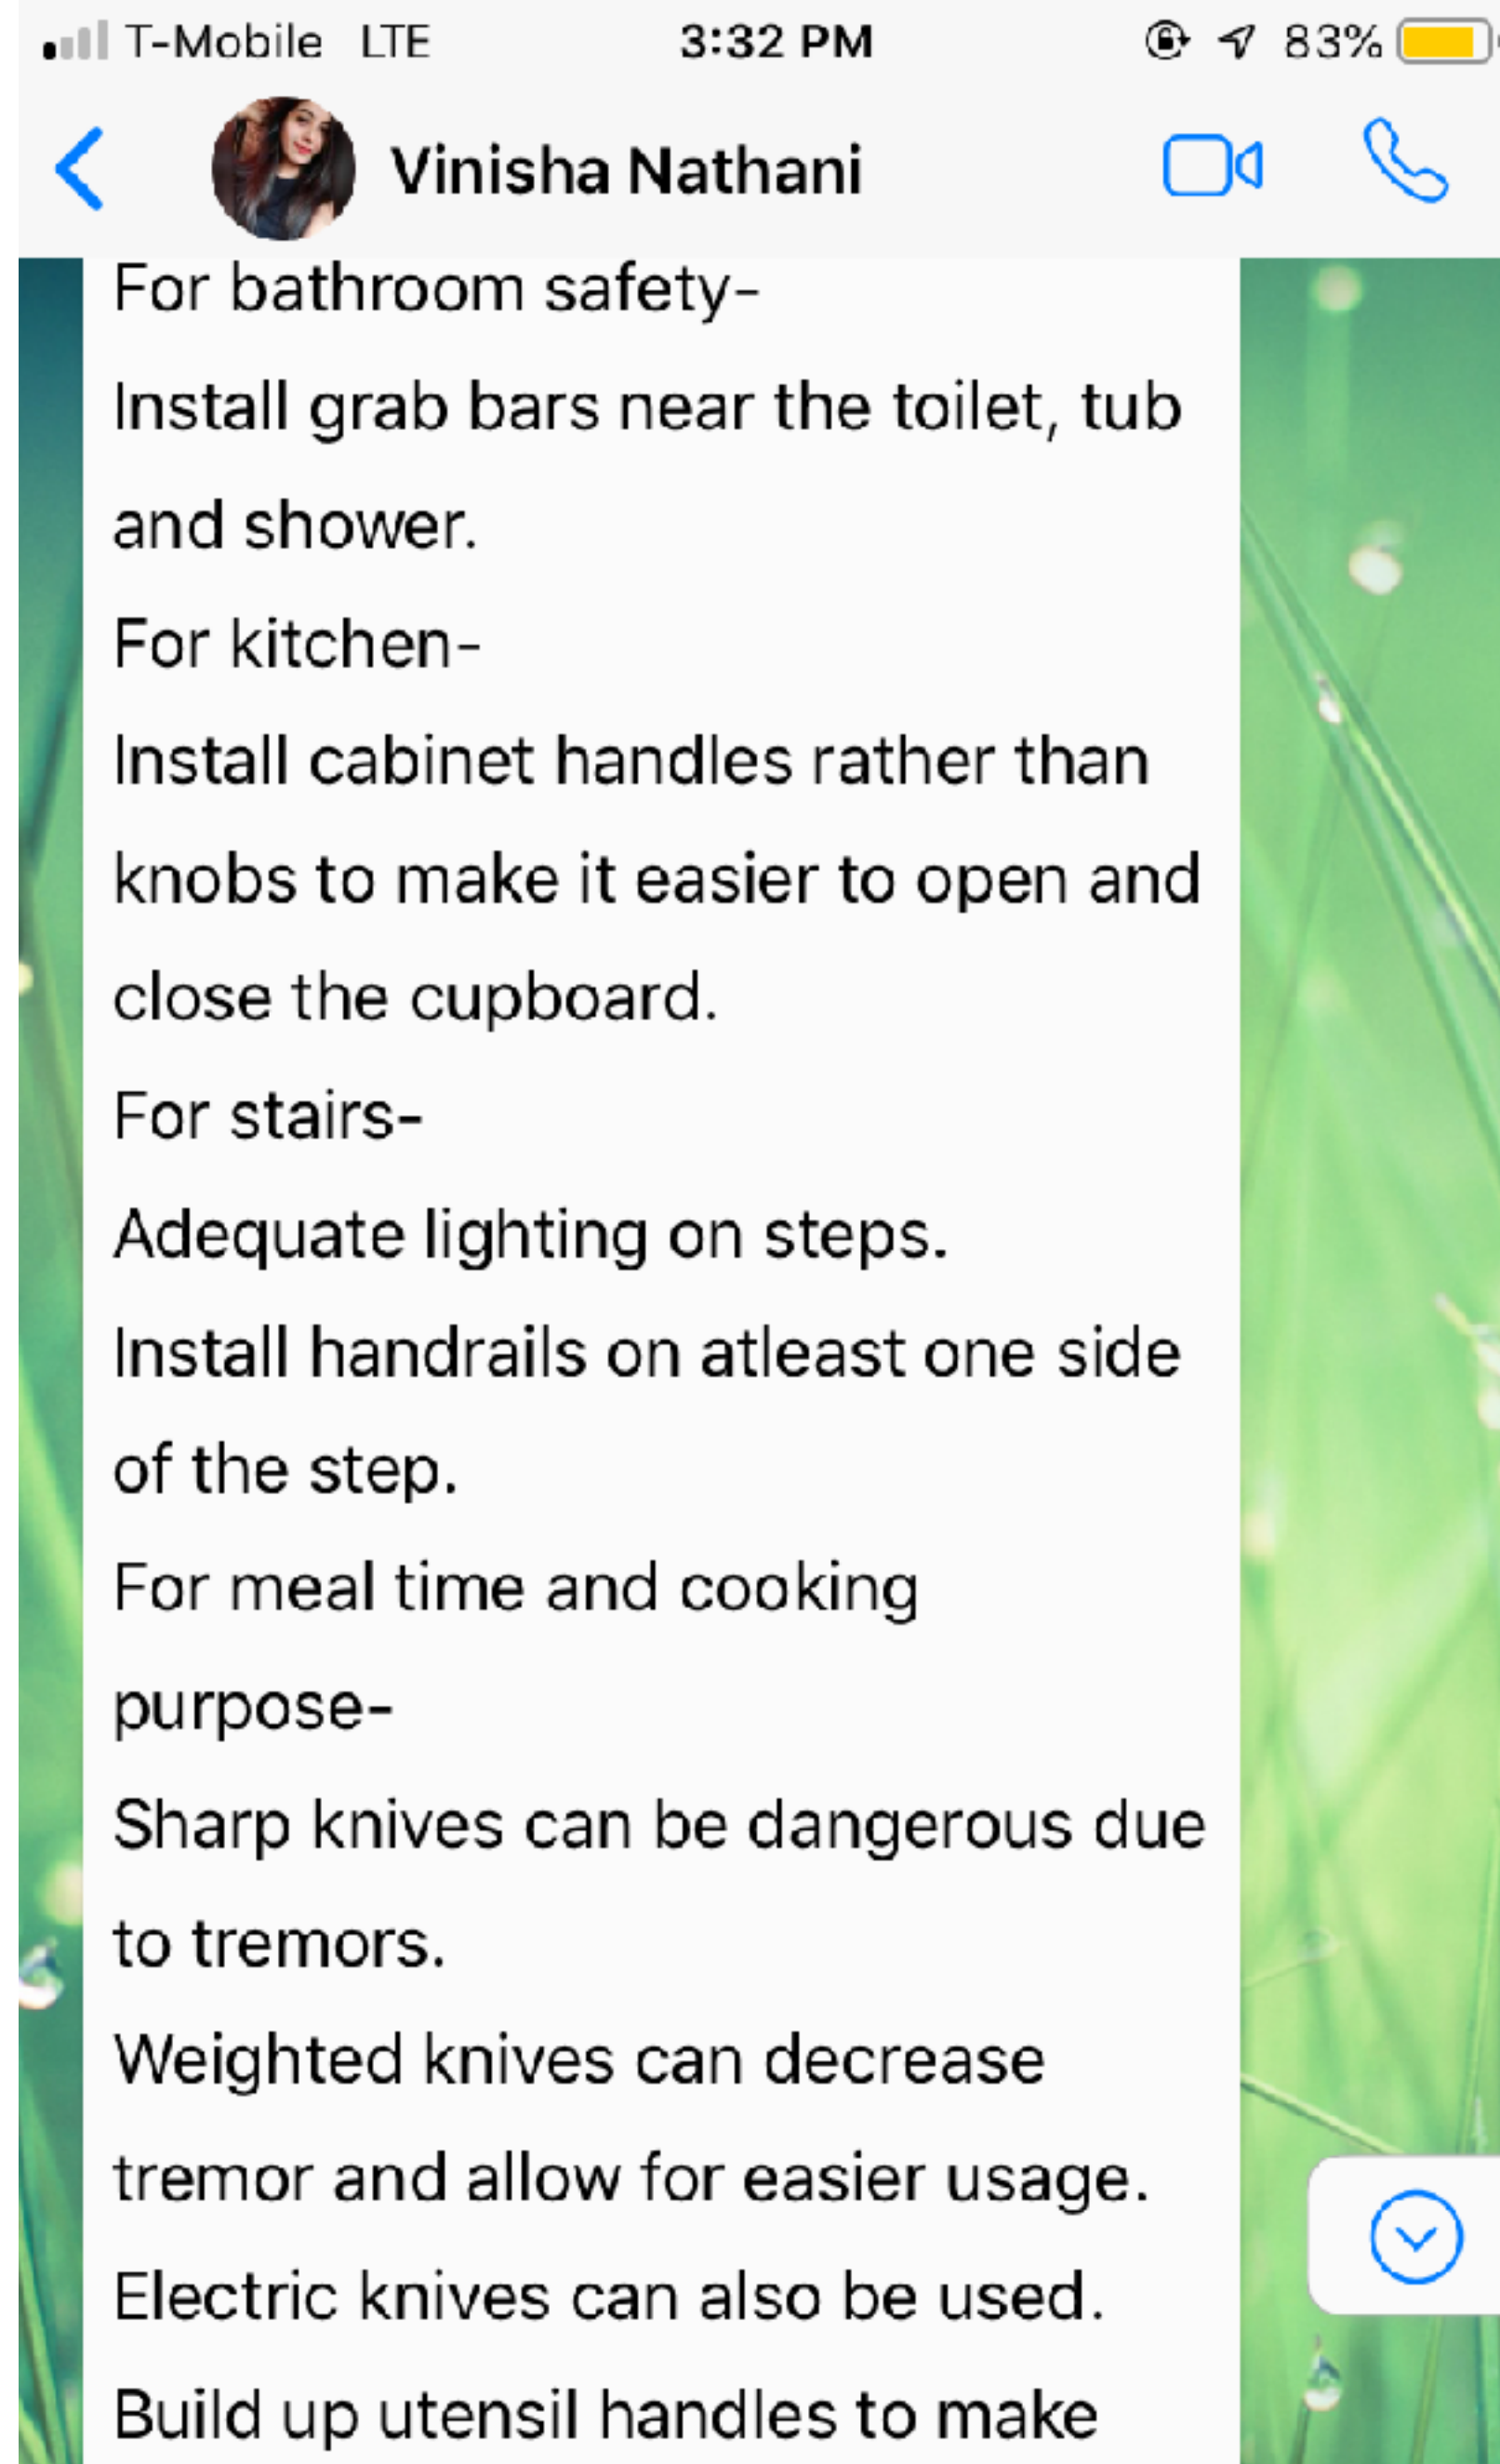 T-Mobile LTE 3:32 PM 83%
Vinisha Nathani
For bathroom safety-
Install grab bars near the toilet, tub
and shower.
For kitchen-
Install cabinet handles rather than
knobs to make it easier to open and
close the cupboard.
For stairs-
Adequate lighting on steps.
Install handrails on atleast one side
of the step.
For meal time and cooking
purpose-
Sharp knives can be dangerous due
to tremors.
Weighted knives can decrease
tremor and allow for easier usage.
Electric knives can also be used.
Build up utensil handles to make